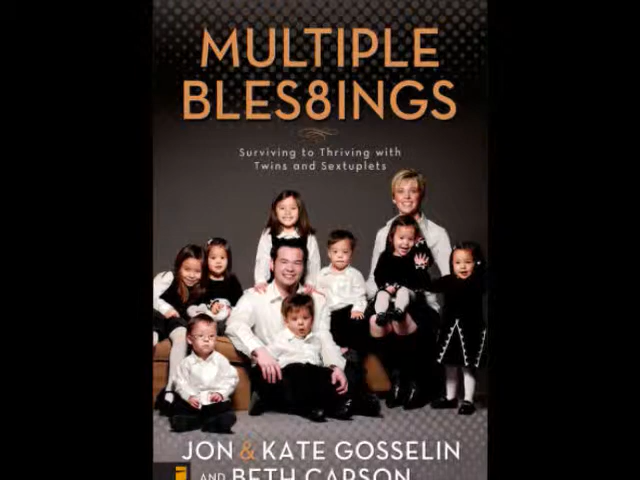 MULTIPLE
BLES8INGS
Surviving to Thriving with
Twins and Sextuplets
JON & KATE GOSSELIN
AND BETH CARSON